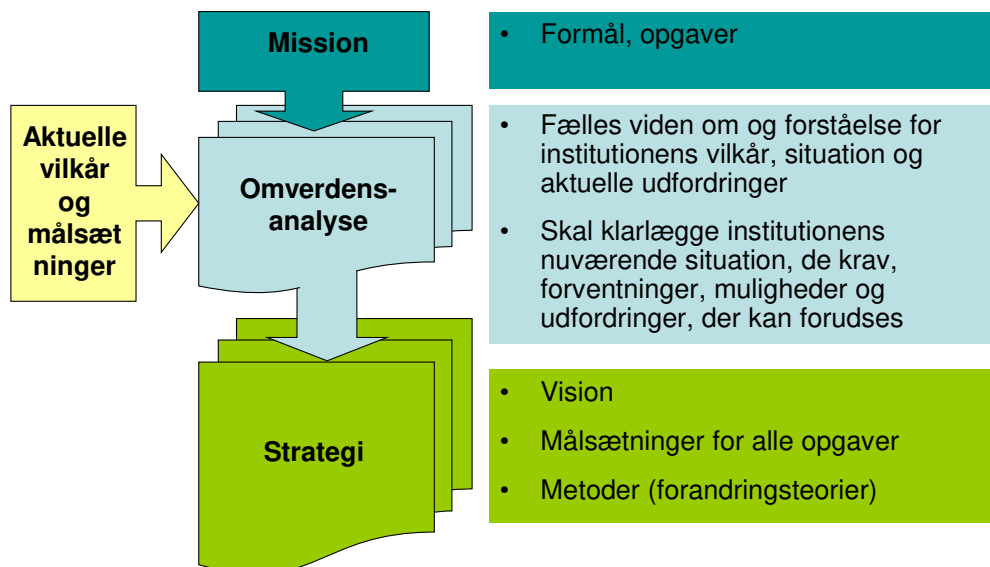 Mission
• Formål, opgaver
Aktuelle
vilkår
og
målsæt
ninger
Omverdens-
analyse
• Fælles viden om og forståelse for
institutionens vilkår, situation og
aktuelle udfordringer
• Skal klarlægge institutionens
nuværende situation, de krav,
forventninger, muligheder og
udfordringer, der kan forudses
Strategi
• Vision
• Målsætninger for alle opgaver
• Metoder (forandringsteorier)